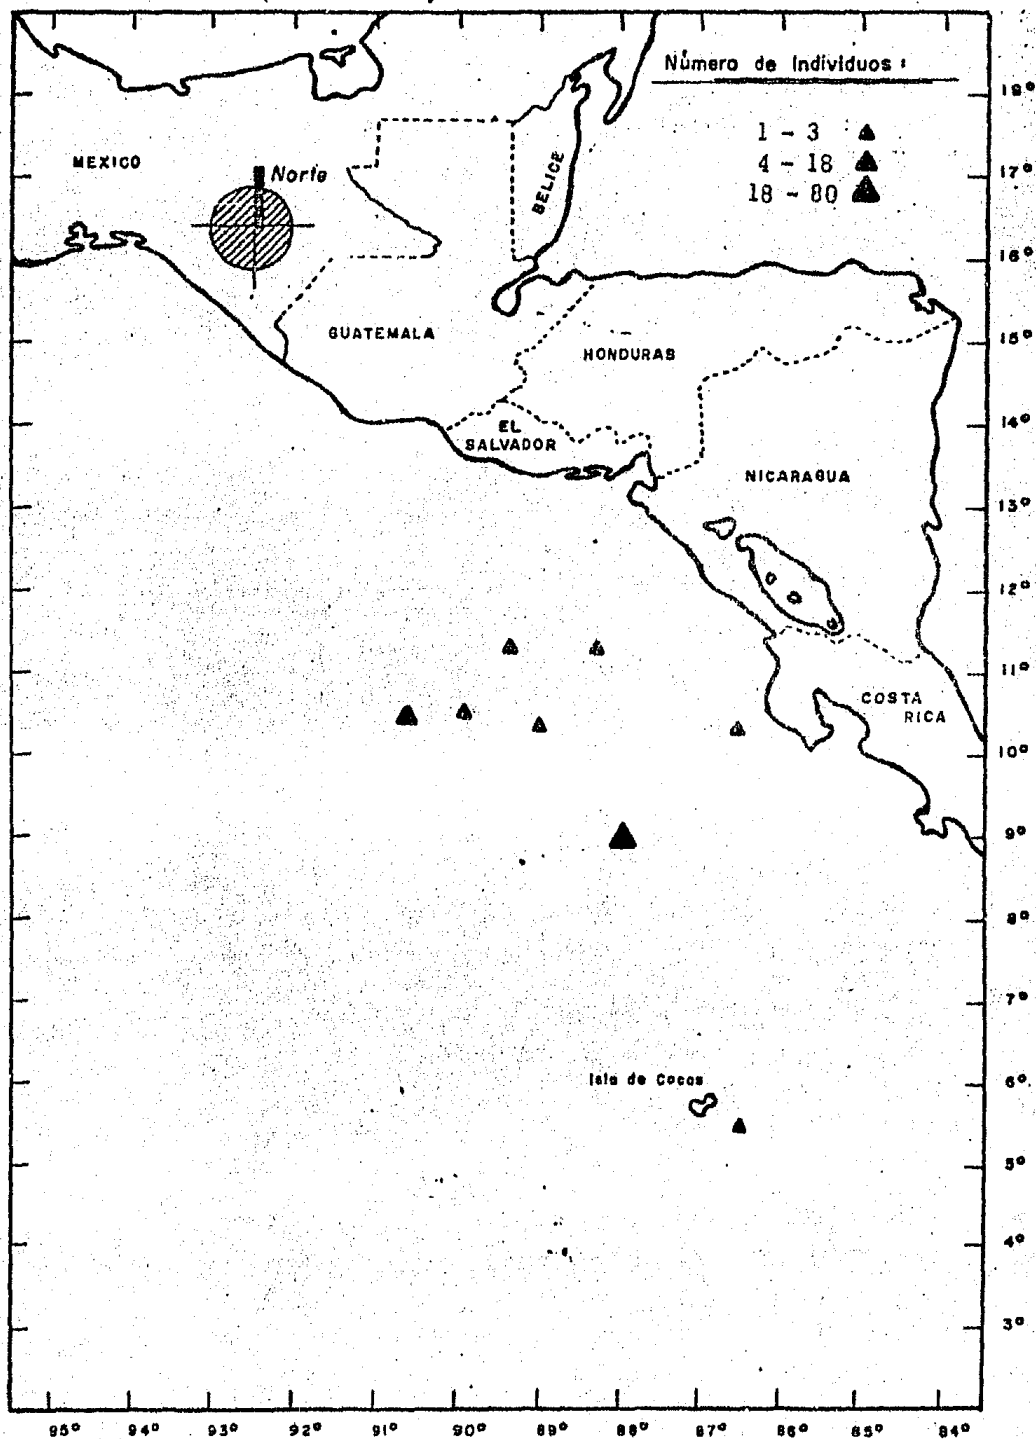 Número de Individuos :
1 - 3
4 - 18
18 - 80
MEXICO
Norte
BELICE
GUATEMALA
HONDURAS
EL
SALVADOR
NICARAGUA
COSTA
RICA
Isla de Cocos
19°
17°
16°
15°
14°
13°
12°
11°
10°
9°
8°
7°
6°
5°
4°
3°
95° 94° 93° 92° 91° 90° 89° 88° 87° 86° 85° 84°